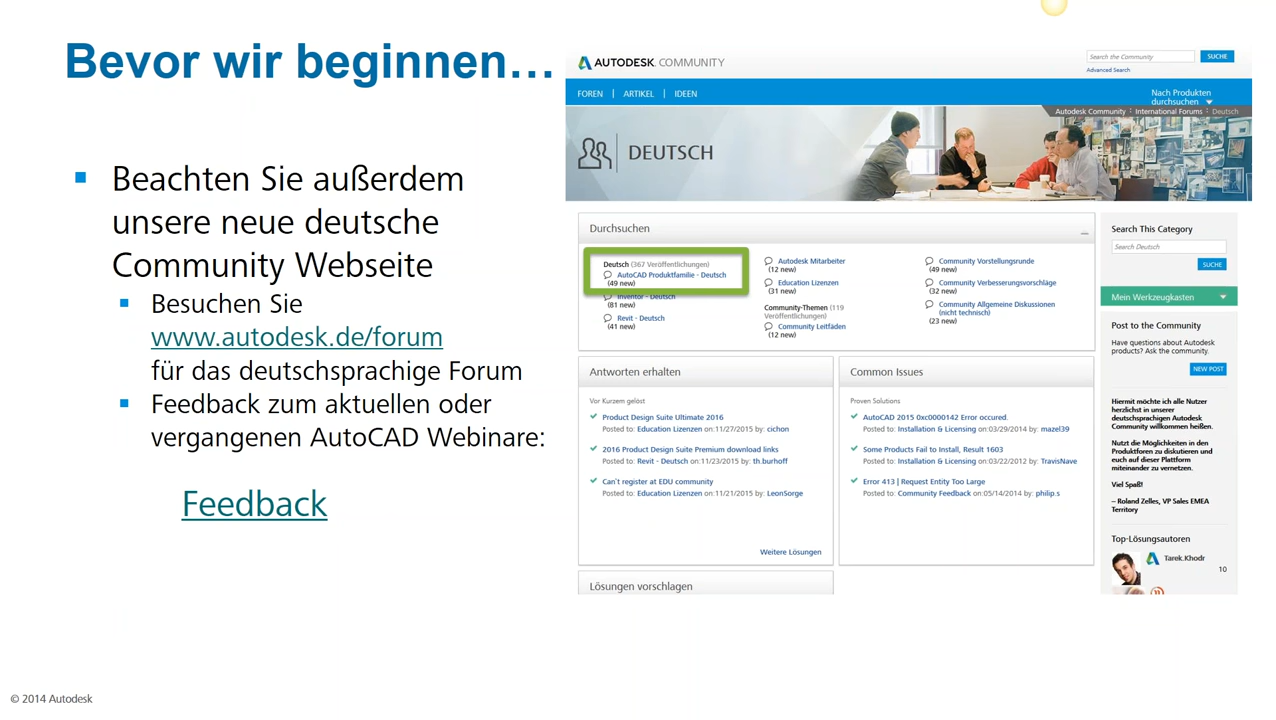 Bevor wir beginnen…
Beachten Sie außerdem
unsere neue deutsche
Community Webseite
Besuchen Sie
www.autodesk.de/forum
für das deutschsprachige Forum
Feedback zum aktuellen oder
vergangenen AutoCAD Webinare:
Feedback
© 2014 Autodesk
AUTODESK. COMMUNITY
Search the Community
SUCHE
Advanced Search
FOREN | ARTIKEL | IDEEN
Nach Produkten
durchsuchen
Autodesk Community : International Forums : Deutsch
DEUTSCH
Durchsuchen
Deutsch (367 Veröffentlichungen)
AutoCAD Produktfamilie - Deutsch
(49 new)
Inventor - Deutsch
(81 new)
Revit - Deutsch
(41 new)
Autodesk Mitarbeiter
(12 new)
Education Lizenzen
(31 new)
Community-Themen (119
Veröffentlichungen)
Community Leitfäden
(12 new)
Community Vorstellungsrunde
(49 new)
Community Verbesserungsvorschläge
(32 new)
Community Allgemeine Diskussionen
(nicht technisch)
(23 new)
Antworten erhalten
Vor Kurzem gelöst
Product Design Suite Ultimate 2016
Posted to: Education Lizenzen on:11/27/2015 by: cichon
2016 Product Design Suite Premium download links
Posted to: Revit - Deutsch on:11/23/2015 by: th.burhoff
Can't register at EDU community
Posted to: Education Lizenzen on:11/21/2015 by: LeonSorge
Weitere Lösungen
Common Issues
Proven Solutions
AutoCAD 2015 0xc0000142 Error occured.
Posted to: Installation & Licensing on:03/29/2014 by: mazel39
Some Products Fail to Install, Result 1603
Posted to: Installation & Licensing on:03/22/2012 by: TravisNave
Error 413 | Request Entity Too Large
Posted to: Community Feedback on:05/14/2014 by: philip.s
Lösungen vorschlagen
Search This Category
Search Deutsch
SUCHE
Mein Werkzeugkasten
Post to the Community
Have questions about Autodesk
products? Ask the community.
NEW POST
Hiermit möchte ich alle Nutzer
herzlichst in unserer
deutschsprachigen Autodesk
Community willkommen heißen.
Nutzt die Möglichkeiten in den
Produktforen zu diskutieren und
euch auf dieser Plattform
miteinander zu vernetzen.
Viel Spaß!
– Roland Zelles, VP Sales EMEA
Territory
Top-Lösungsautoren
Tarek.Khodr
10